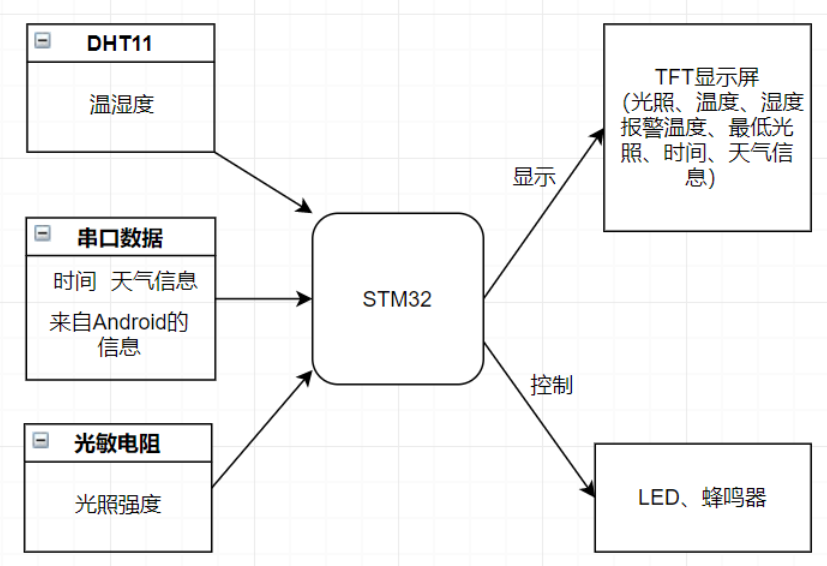 DHT11
温湿度
串口数据
时间 天气信息
来自Android的
信息
光敏电阻
光照强度
STM32
显示
控制
TFT显示屏
（光照、温度、湿度
报警温度、最低光
照、时间、天气信
息）
LED、蜂鸣器